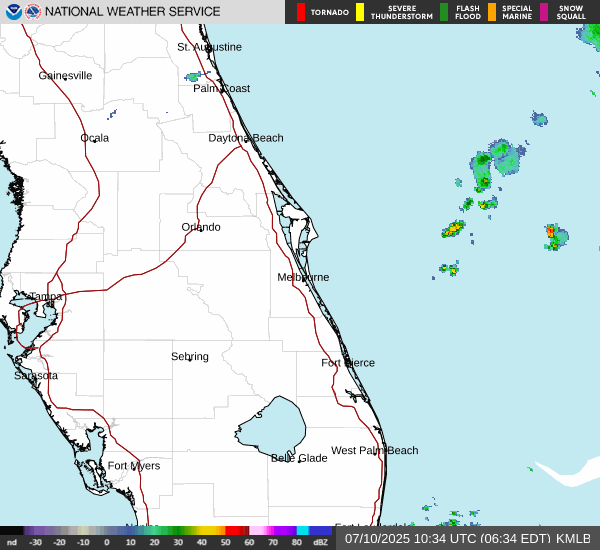 NATIONAL WEATHER SERVICE
TORNADO
SEVERE THUNDERSTORM
FLASH FLOOD
SPECIAL MARINE
SNOW SQUALL
St. Augustine
Gainesville
Palm Coast
Ocala
Daytona Beach
Orlando
Melbourne
Tampa
Sebring
Fort Pierce
Sarasota
West Palm Beach
Belle Glade
Fort Myers
nd -30 -20 -10 0 10 20 30 40 50 60 70 80 dBZ
07/10/2025 10:34 UTC (06:34 EDT) KMLB